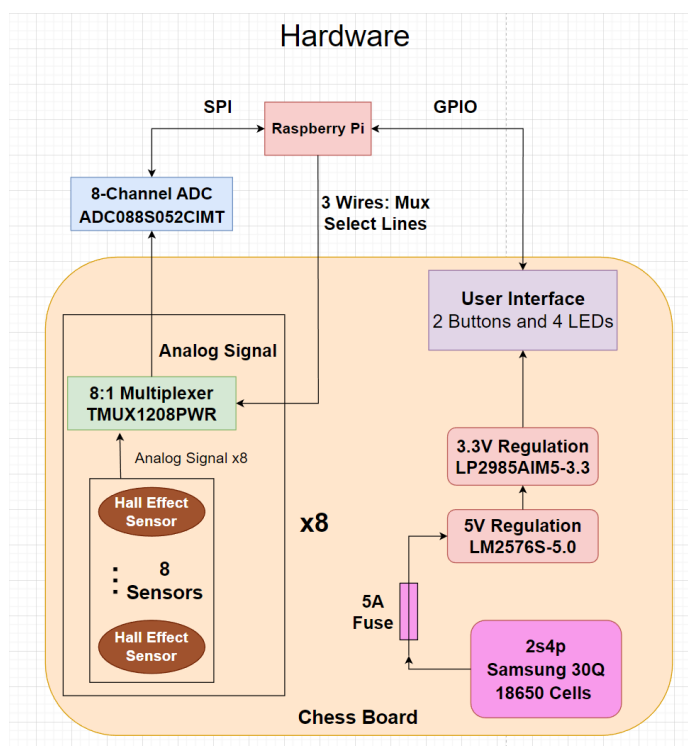 Hardware
SPI
GPIO
Raspberry Pi
8-Channel ADC
ADC088S052CIMT
3 Wires: Mux
Select Lines
User Interface
2 Buttons and 4 LEDs
Analog Signal
8:1 Multiplexer
TMUX1208PWR
Analog Signal x8
Hall Effect
Sensor
8
Sensors
Hall Effect
Sensor
x8
3.3V Regulation
LP2985AIM5-3.3
5V Regulation
LM2576S-5.0
5A
Fuse
2s4p
Samsung 30Q
18650 Cells
Chess Board